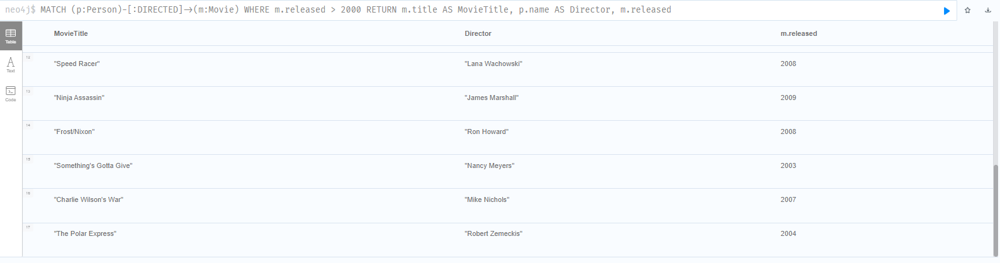 neo4j$ MATCH (p:Person)-[:DIRECTED]→(m:Movie) WHERE m.released > 2000 RETURN m.title AS MovieTitle, p.name AS Director, m.released
Table
Text
Code
MovieTitle Director m.released
12 "Speed Racer" "Lana Wachowski" 2008
13 "Ninja Assassin" "James Marshall" 2009
14 "Frost/Nixon" "Ron Howard" 2008
15 "Something's Gotta Give" "Nancy Meyers" 2003
16 "Charlie Wilson's War" "Mike Nichols" 2007
17 "The Polar Express" "Robert Zemeckis" 2004